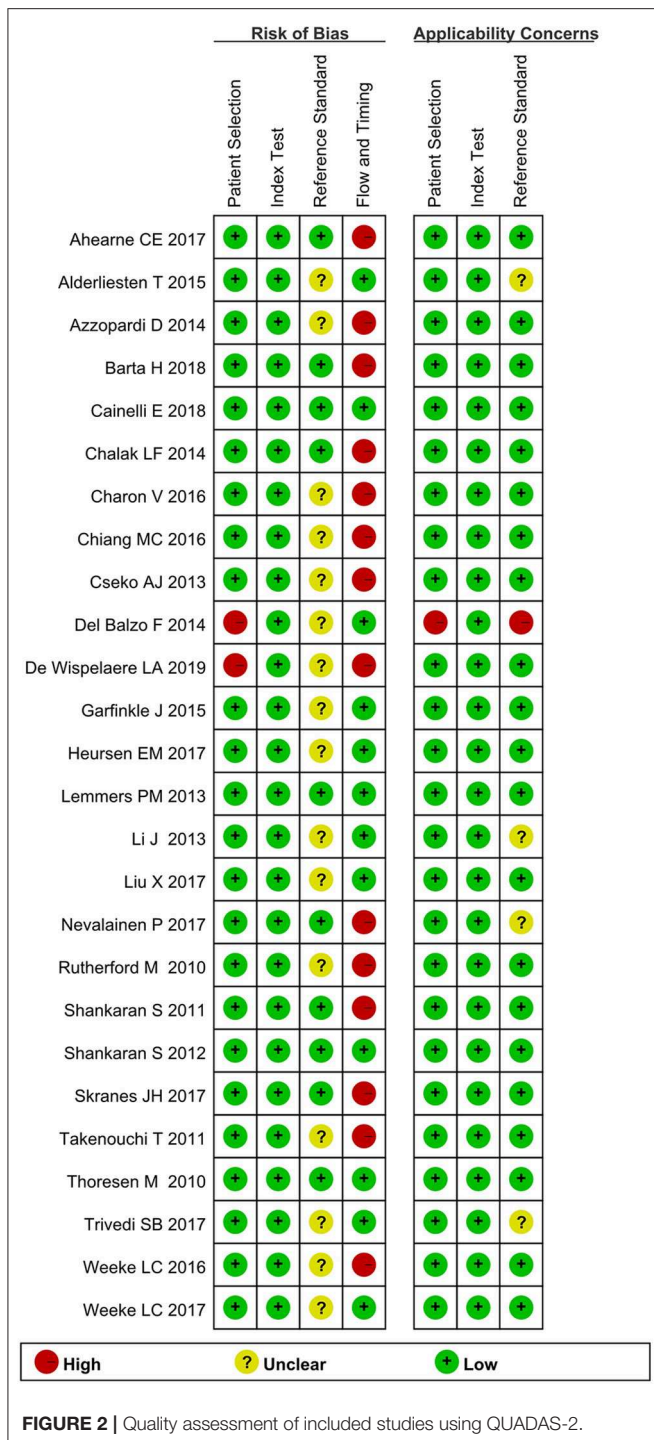 Risk of Bias Applicability Concerns
Patient Selection
Index Test
Reference Standard
Flow and Timing
Patient Selection
Index Test
Reference Standard
Ahearne CE 2017 + + + - + + +
Alderliesten T 2015 + + ? + + + ?
Azzopardi D 2014 + + ? - + + +
Barta H 2018 + + + - + + +
Cainelli E 2018 + + + + + + +
Chalak LF 2014 + + + - + + +
Charon V 2016 + + ? - + + +
Chiang MC 2016 + + ? - + + +
Cseko AJ 2013 + + ? - + + +
Del Balzo F 2014 - + ? + - + -
De Wispelaere LA 2019 - + ? - + + +
Garfinkle J 2015 + + ? + + + +
Heursen EM 2017 + + ? + + + +
Lemmers PM 2013 + + + + + + +
Li J 2013 + + ? + + + ?
Liu X 2017 + + ? + + + +
Nevalainen P 2017 + + + - + + ?
Rutherford M 2010 + + ? - + + +
Shankaran S 2011 + + + - + + +
Shankaran S 2012 + + + + + + +
Skranes JH 2017 + + + - + + +
Takenouchi T 2011 + + ? - + + +
Thoresen M 2010 + + + + + + +
Trivedi SB 2017 + + ? + + + ?
Weeke LC 2016 + + ? - + + +
Weeke LC 2017 + + ? + + + +
- High ? Unclear + Low
FIGURE 2 | Quality assessment of included studies using QUADAS-2.